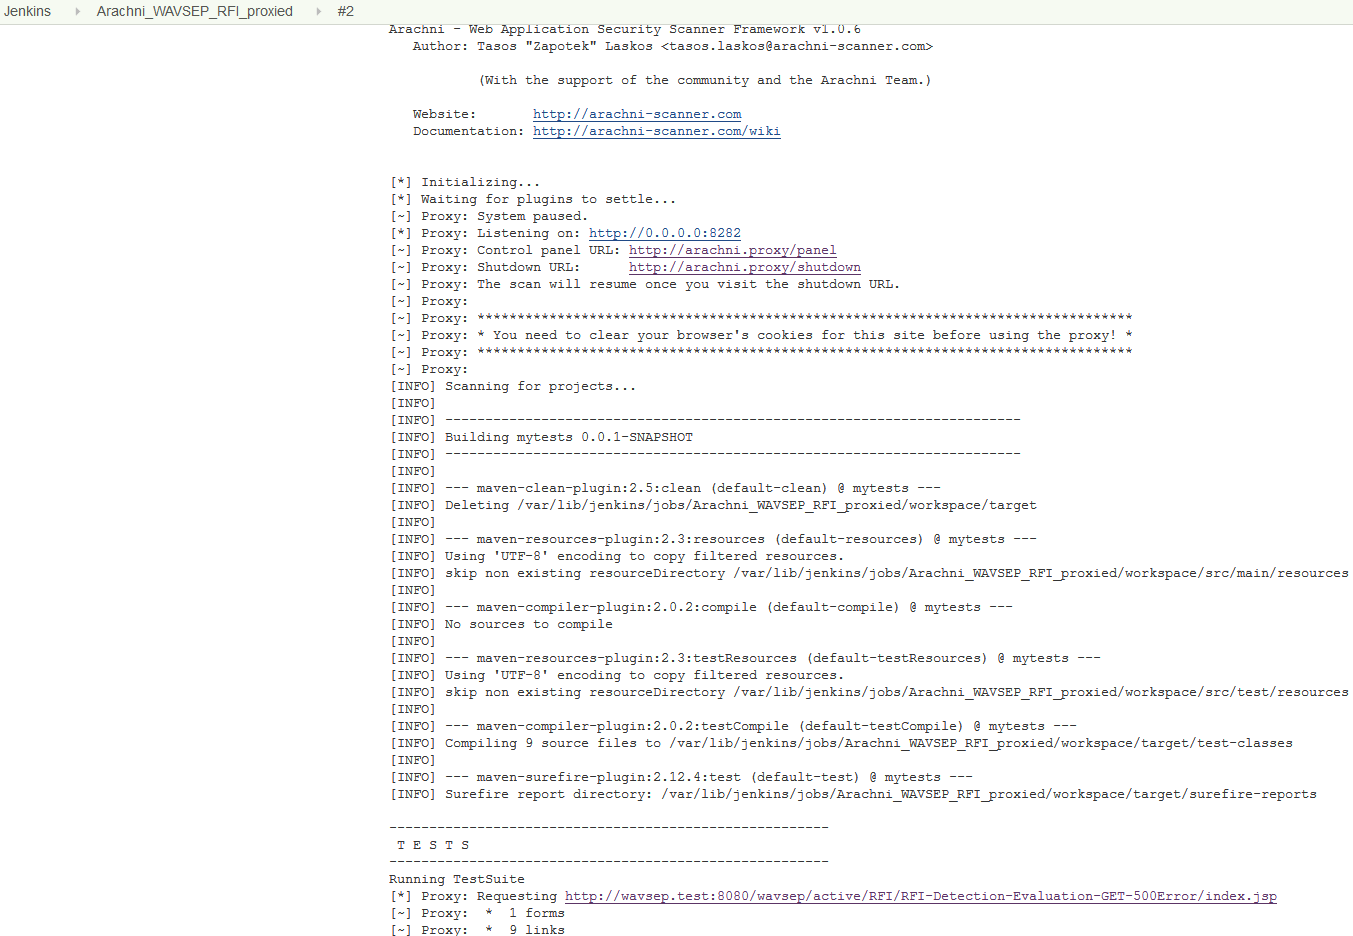 Jenkins Arachni_WAVSEP_RFI_proxied #2
Arachni - Web Application Security Scanner Framework v1.0.6
Author: Tasos "Zapotek" Laskos <tasos.laskos@arachni-scanner.com>
(With the support of the community and the Arachni Team.)
Website: http://arachni-scanner.com
Documentation: http://arachni-scanner.com/wiki
[*] Initializing...
[*] Waiting for plugins to settle...
[~] Proxy: System paused.
[*] Proxy: Listening on: http://0.0.0.0:8282
[~] Proxy: Control panel URL: http://arachni.proxy/panel
[~] Proxy: Shutdown URL: http://arachni.proxy/shutdown
[~] Proxy: The scan will resume once you visit the shutdown URL.
[~] Proxy:
[~] Proxy: **********************************************************************************
[~] Proxy: * You need to clear your browser's cookies for this site before using the proxy! *
[~] Proxy: **********************************************************************************
[~] Proxy:
[INFO] Scanning for projects...
[INFO]
[INFO] ------------------------------------------------------------------------
[INFO] Building mytests 0.0.1-SNAPSHOT
[INFO] ------------------------------------------------------------------------
[INFO]
[INFO] --- maven-clean-plugin:2.5:clean (default-clean) @ mytests ---
[INFO] Deleting /var/lib/jenkins/jobs/Arachni_WAVSEP_RFI_proxied/workspace/target
[INFO]
[INFO] --- maven-resources-plugin:2.3:resources (default-resources) @ mytests ---
[INFO] Using 'UTF-8' encoding to copy filtered resources.
[INFO] skip non existing resourceDirectory /var/lib/jenkins/jobs/Arachni_WAVSEP_RFI_proxied/workspace/src/main/resources
[INFO]
[INFO] --- maven-compiler-plugin:2.0.2:compile (default-compile) @ mytests ---
[INFO] No sources to compile
[INFO]
[INFO] --- maven-resources-plugin:2.3:testResources (default-testResources) @ mytests ---
[INFO] Using 'UTF-8' encoding to copy filtered resources.
[INFO] skip non existing resourceDirectory /var/lib/jenkins/jobs/Arachni_WAVSEP_RFI_proxied/workspace/src/test/resources
[INFO]
[INFO] --- maven-compiler-plugin:2.0.2:testCompile (default-testCompile) @ mytests ---
[INFO] Compiling 9 source files to /var/lib/jenkins/jobs/Arachni_WAVSEP_RFI_proxied/workspace/target/test-classes
[INFO]
[INFO] --- maven-surefire-plugin:2.12.4:test (default-test) @ mytests ---
[INFO] Surefire report directory: /var/lib/jenkins/jobs/Arachni_WAVSEP_RFI_proxied/workspace/target/surefire-reports
-------------------------------------------------------
T E S T S
-------------------------------------------------------
Running TestSuite
[*] Proxy: Requesting http://wavsep.test:8080/wavsep/active/RFI/RFI-Detection-Evaluation-GET-500Error/index.jsp
[~] Proxy: * 1 forms
[~] Proxy: * 9 links